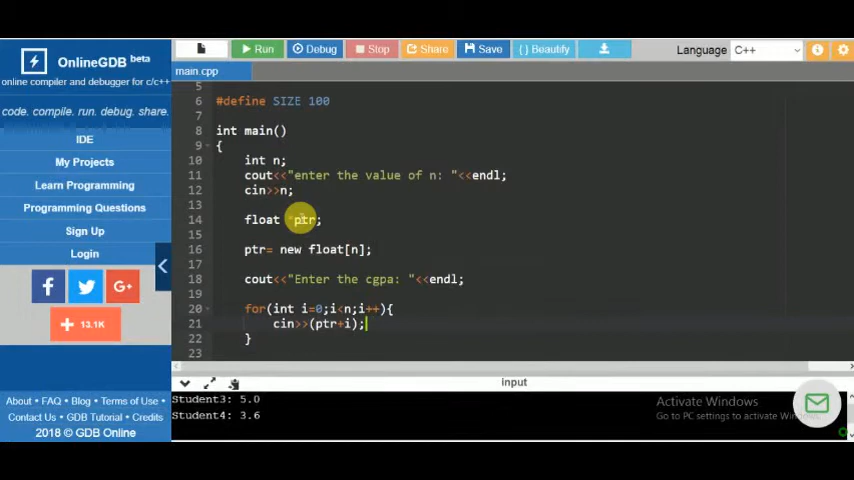 OnlineGDB beta
online compiler and debugger for c/c++
code. compile. run. debug. share.
IDE
My Projects
Learn Programming
Programming Questions
Sign Up
Login
f
G+
+ 13.1K
About • FAQ • Blog • Terms of Use •
Contact Us • GDB Tutorial • Credits
2018 © GDB Online
Run
Debug
Stop
Share
Save
{ } Beautify
Language C++
main.cpp
5
6 #define SIZE 100
7
8 int main()
9 {
10 int n;
11 cout<<"enter the value of n: "<<endl;
12 cin>>n;
13
14 float *ptr;
15
16 ptr= new float[n];
17
18 cout<<"Enter the cgpa: "<<endl;
19
20 for(int i=0;i<n;i++){
21 cin>>(ptr+i);
22 }
23
input
Student3: 5.0
Student4: 3.6
Activate Windows
Go to PC settings to activate Windows.